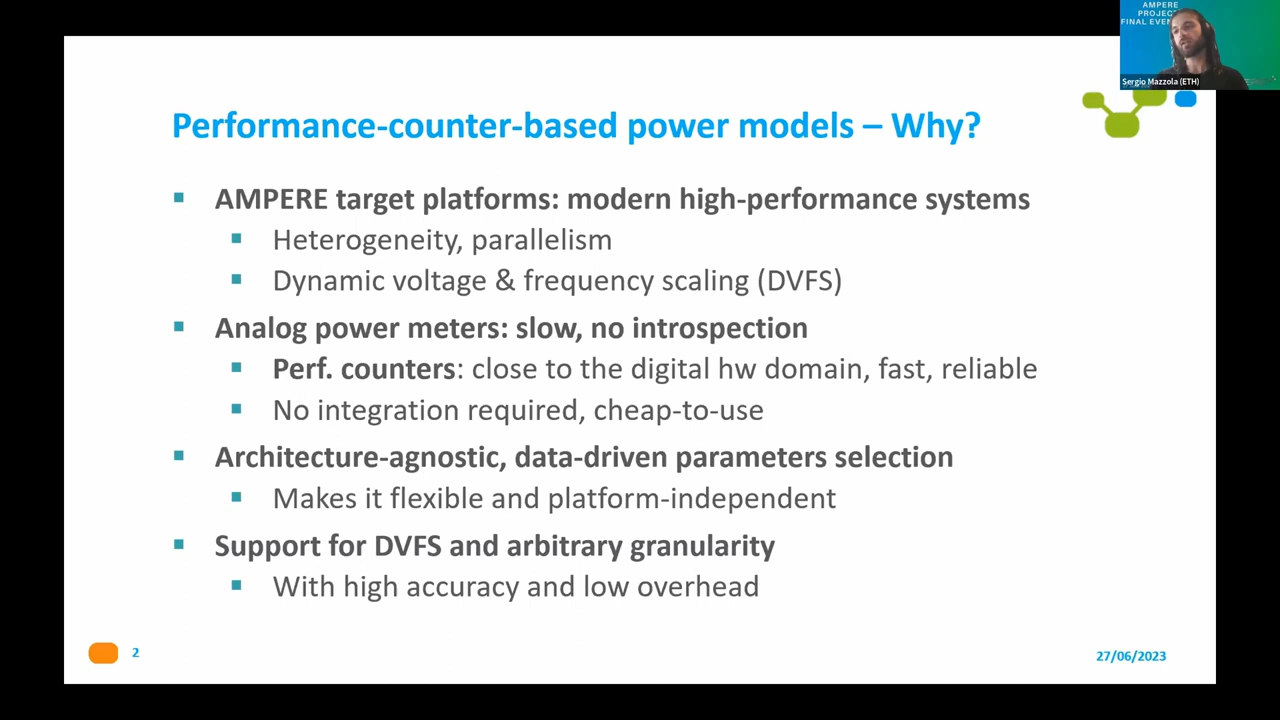 AMPERE
PROJEC
FINAL EVEN
Sergio Mazzola (ETH)
Performance-counter-based power models – Why?
AMPERE target platforms: modern high-performance systems
Heterogeneity, parallelism
Dynamic voltage & frequency scaling (DVFS)
Analog power meters: slow, no introspection
Perf. counters: close to the digital hw domain, fast, reliable
No integration required, cheap-to-use
Architecture-agnostic, data-driven parameters selection
Makes it flexible and platform-independent
Support for DVFS and arbitrary granularity
With high accuracy and low overhead
2
27/06/2023